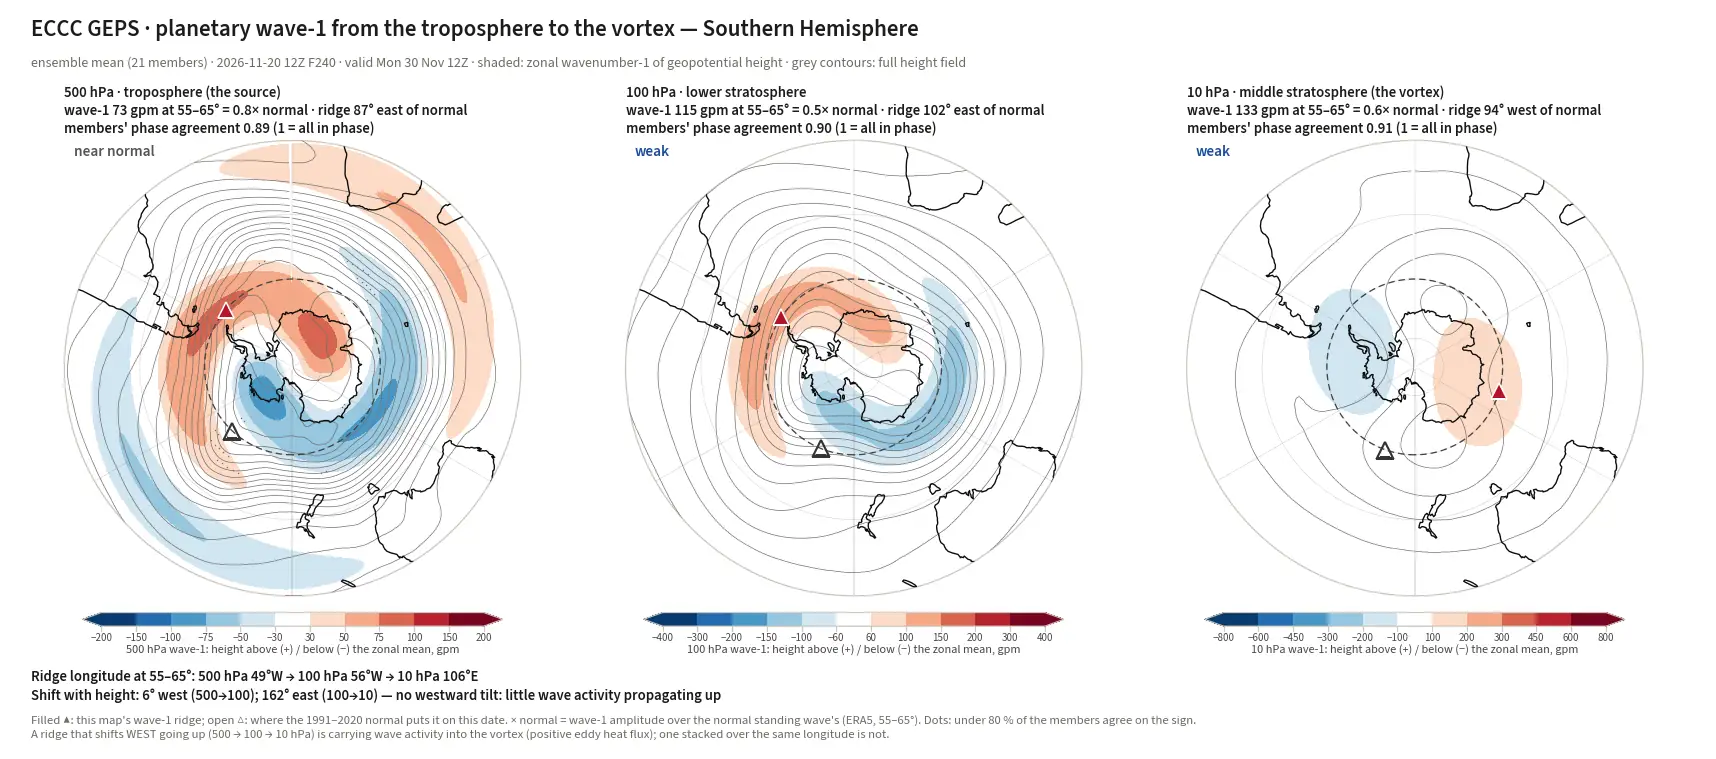 ECCC GEPS · planetary wave-1 from the troposphere to the vortex — Southern Hemisphere
ensemble mean (21 members) · 2026-11-20 12Z F240 · valid Mon 30 Nov 12Z · shaded: zonal wavenumber-1 of geopotential height · grey contours: full height field
500 hPa · troposphere (the source)
wave-1 73 gpm at 55–65° = 0.8× normal · ridge 87° east of normal
members' phase agreement 0.89 (1 = all in phase)
near normal
100 hPa · lower stratosphere
wave-1 115 gpm at 55–65° = 0.5× normal · ridge 102° east of normal
members' phase agreement 0.90 (1 = all in phase)
weak
10 hPa · middle stratosphere (the vortex)
wave-1 133 gpm at 55–65° = 0.6× normal · ridge 94° west of normal
members' phase agreement 0.91 (1 = all in phase)
weak
−200 −150 −100 −75 −50 −30 30 50 75 100 150 200
500 hPa wave-1: height above (+) / below (−) the zonal mean, gpm
−400 −300 −200 −150 −100 −60 60 100 150 200 300 400
100 hPa wave-1: height above (+) / below (−) the zonal mean, gpm
−800 −600 −450 −300 −200 −100 100 200 300 450 600 800
10 hPa wave-1: height above (+) / below (−) the zonal mean, gpm
Ridge longitude at 55–65°: 500 hPa 49°W → 100 hPa 56°W → 10 hPa 106°E
Shift with height: 6° west (500→100); 162° east (100→10) — no westward tilt: little wave activity propagating up
Filled ▲: this map's wave-1 ridge; open △: where the 1991–2020 normal puts it on this date. × normal = wave-1 amplitude over the normal standing wave's (ERA5, 55–65°). Dots: under 80 % of the members agree on the sign.
A ridge that shifts WEST going up (500 → 100 → 10 hPa) is carrying wave activity into the vortex (positive eddy heat flux); one stacked over the same longitude is not.